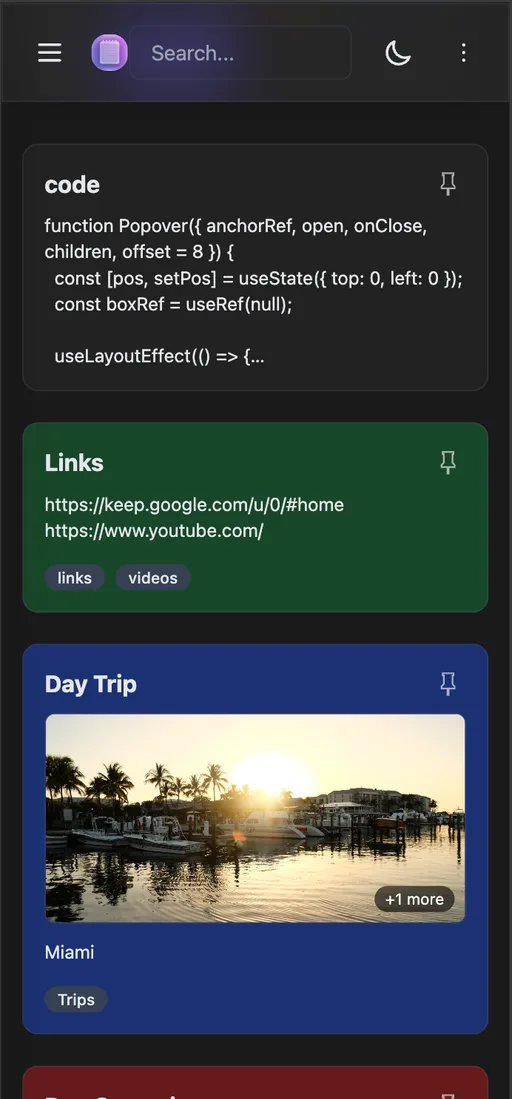 Search...
code
function Popover({ anchorRef, open, onClose,
children, offset = 8 }) {
const [pos, setPos] = useState({ top: 0, left: 0 });
const boxRef = useRef(null);
useLayoutEffect(() => {...
Links
https://keep.google.com/u/0/#home
https://www.youtube.com/
links videos
Day Trip
+1 more
Miami
Trips